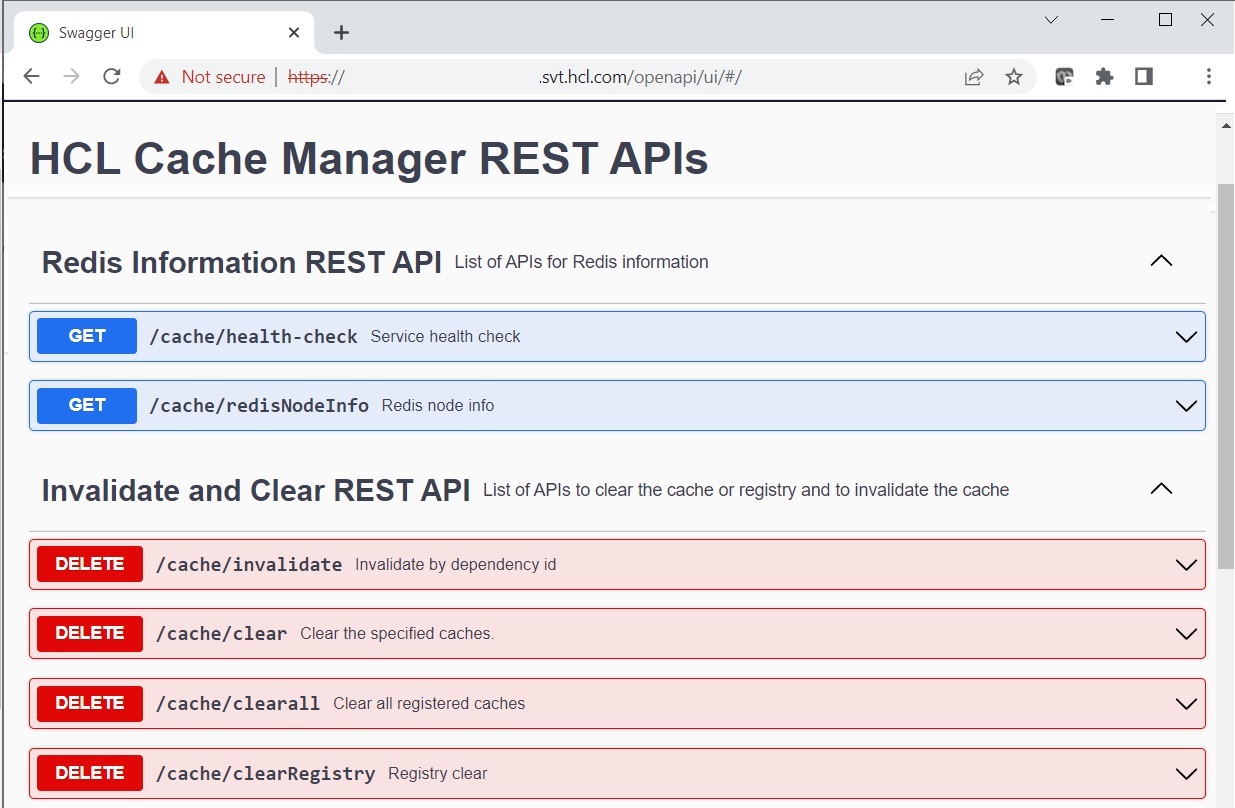 Swagger UI
Not secure https:// .svt.hcl.com/openapi/ui/#/
HCL Cache Manager REST APIs
Redis Information REST API List of APIs for Redis information
GET /cache/health-check Service health check
GET /cache/redisNodeInfo Redis node info
Invalidate and Clear REST API List of APIs to clear the cache or registry and to invalidate the cache
DELETE /cache/invalidate Invalidate by dependency id
DELETE /cache/clear Clear the specified caches.
DELETE /cache/clearall Clear all registered caches
DELETE /cache/clearRegistry Registry clear